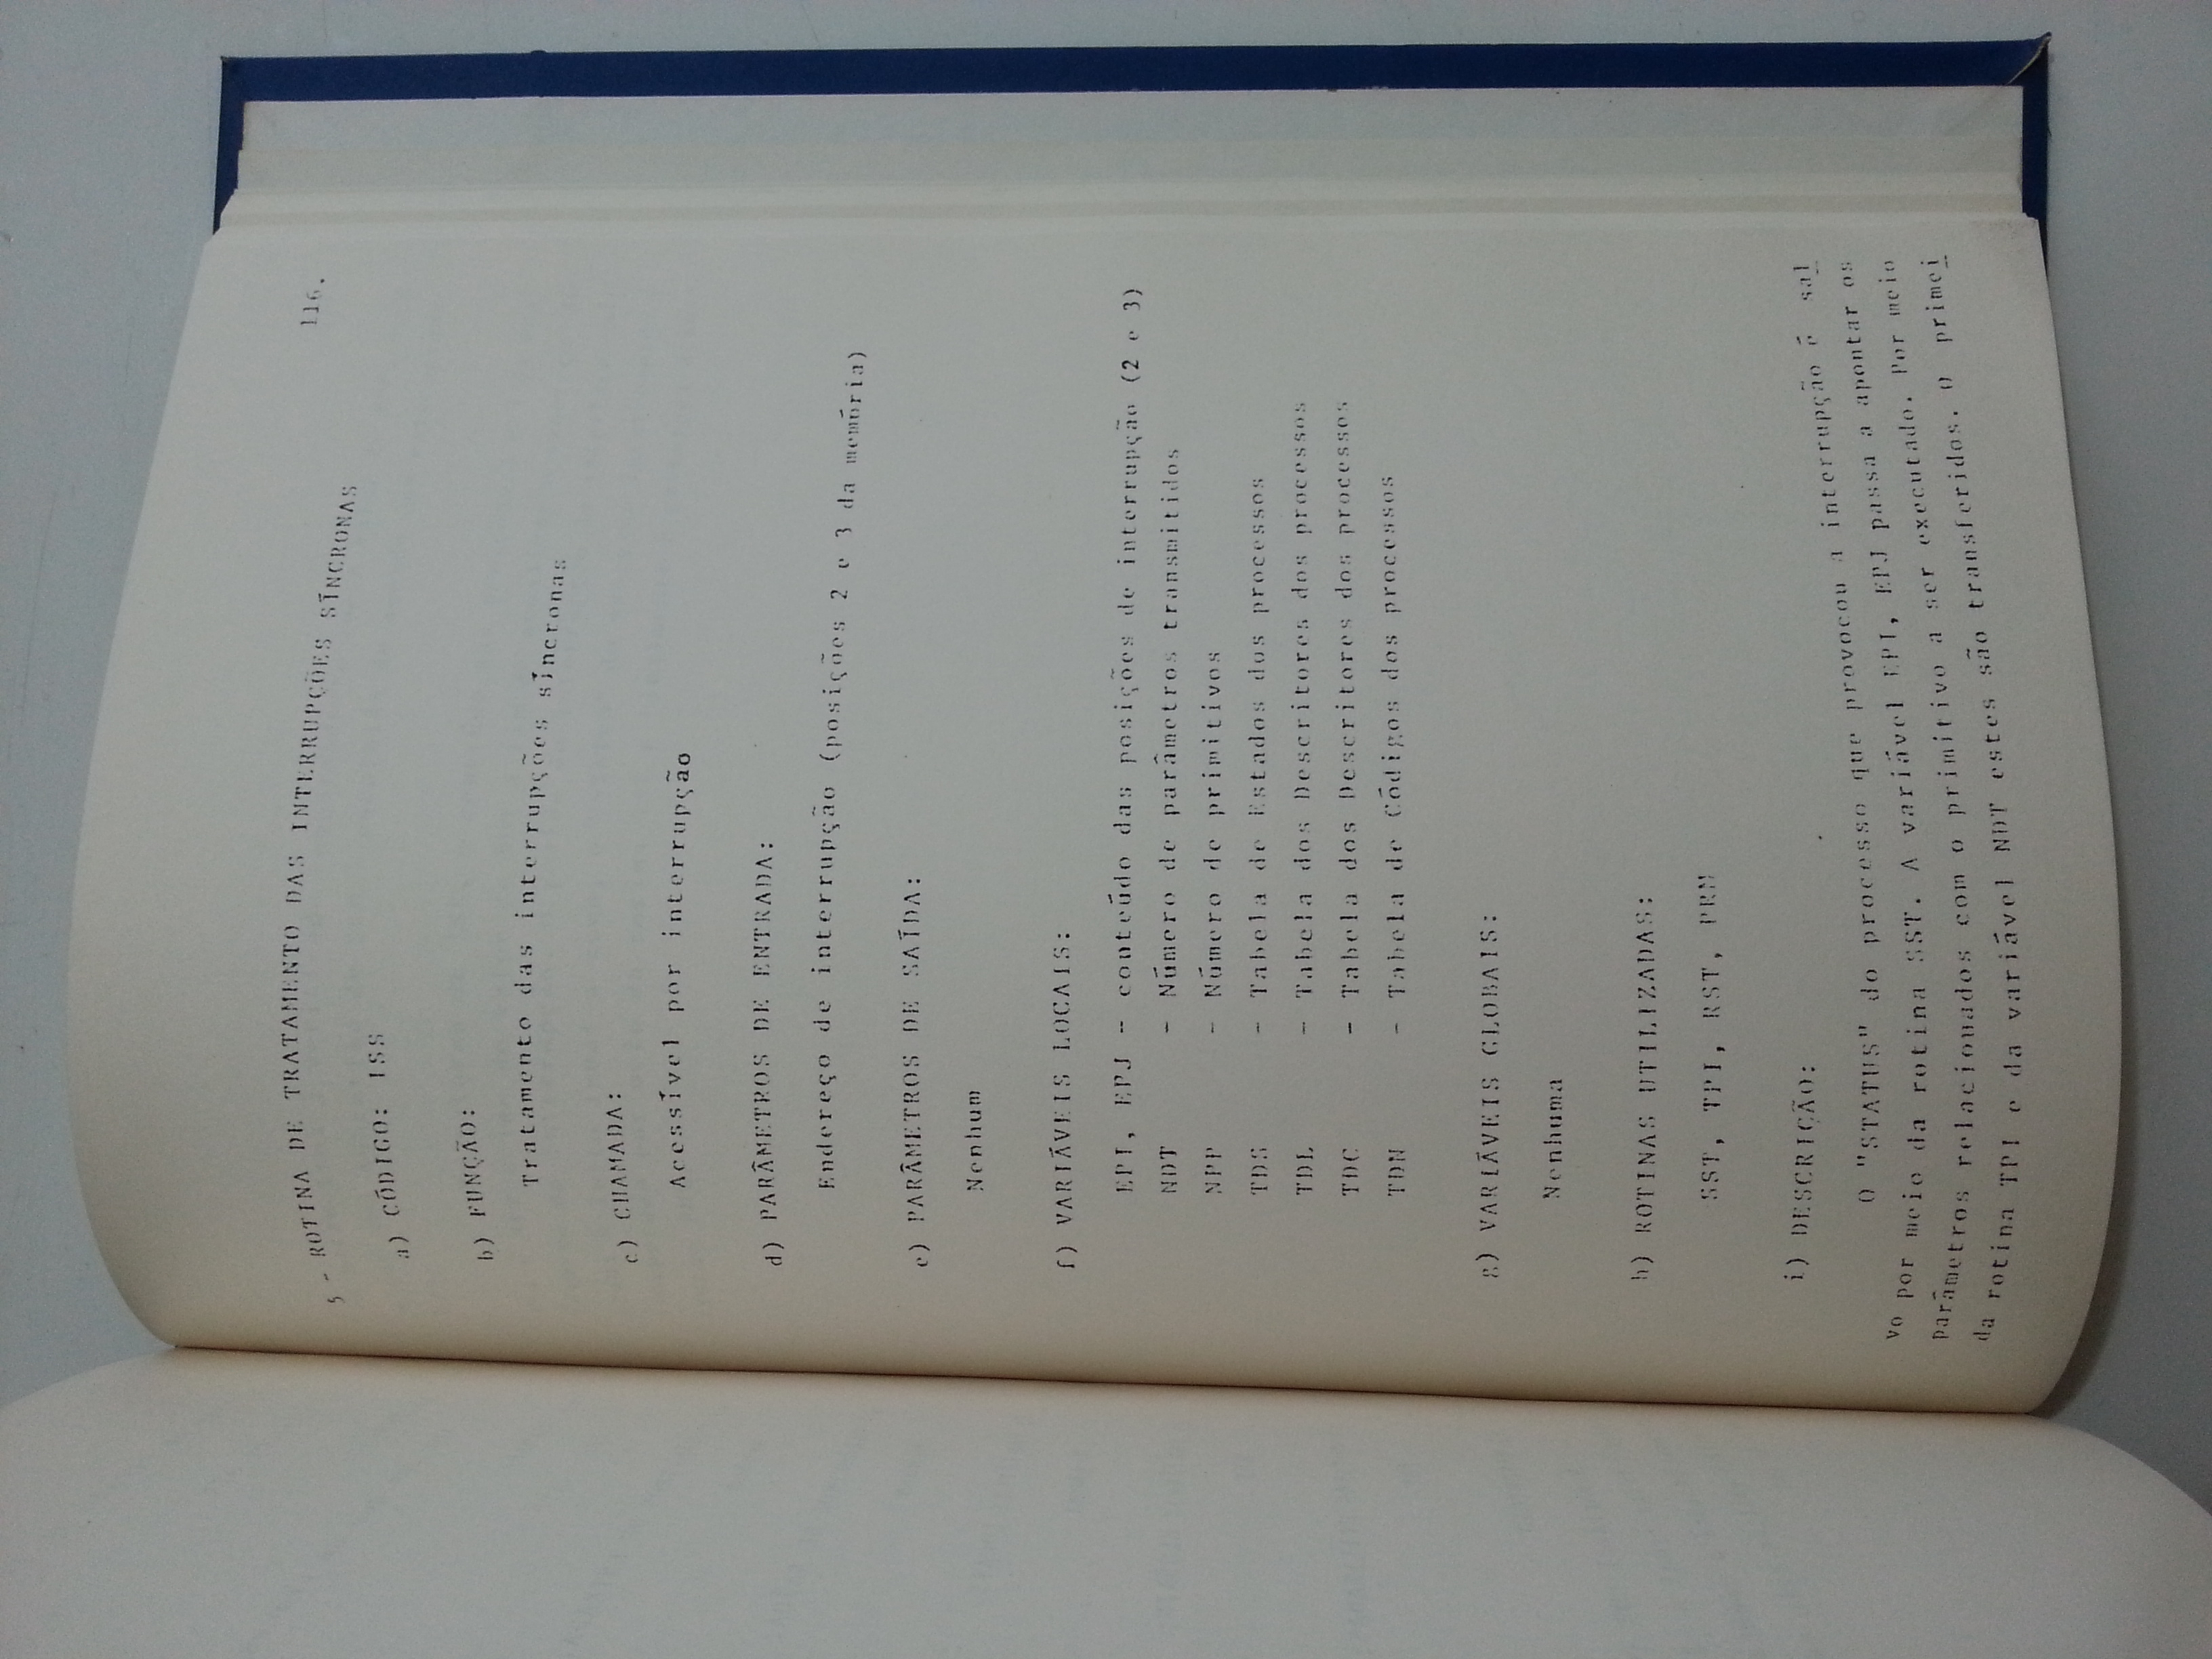 116.
5 - ROTINA DE TRATAMENTO DAS INTERRUPÇÕES SÍNCRONAS
a) CÓDIGO: ISS
b) FUNÇÃO:
Tratamento das interrupções síncronas
c) CHAMADA:
Acessível por interrupção
d) PARÂMETROS DE ENTRADA:
Endereço de interrupção (posições 2 e 3 da memória)
e) PARÂMETROS DE SAÍDA:
Nenhum
f) VARIÁVEIS LOCAIS:
EPI, EPJ -- conteúdo das posições de interrupção (2 e 3)
NDT - Número de parâmetros transmitidos
NPP - Número de primitivos
TDS - Tabela de Estados dos processos
TDL - Tabela dos Descritores dos processos
TDC - Tabela dos Descritores dos processos
TDN - Tabela de Códigos dos processos
g) VARIÁVEIS GLOBAIS:
Nenhuma
h) ROTINAS UTILIZADAS:
SST, TPI, RST, PRM
i) DESCRIÇÃO:
O "STATUS" do processo que provocou a interrupção é sal
vo por meio da rotina SST. A variável EPI, EPJ passa a apontar os
parâmetros relacionados com o primitivo a ser executado. Por meio
da rotina TPI e da variável NDT estes são transferidos. O primei